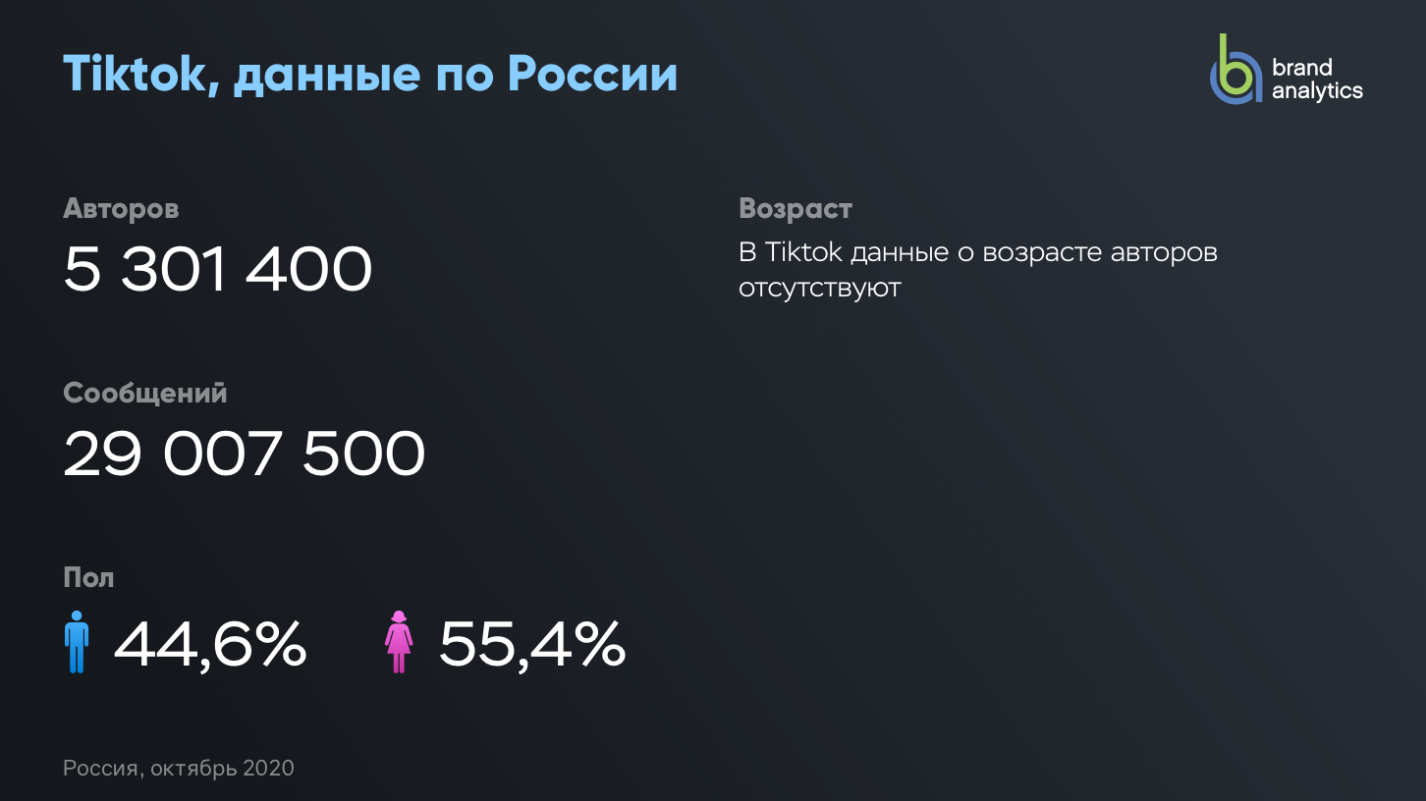 Tiktok, данные по России
brand
analytics
Авторов
5 301 400
Возраст
В Tiktok данные о возрасте авторов
отсутствуют
Сообщений
29 007 500
Пол
44,6% 55,4%
Россия, октябрь 2020